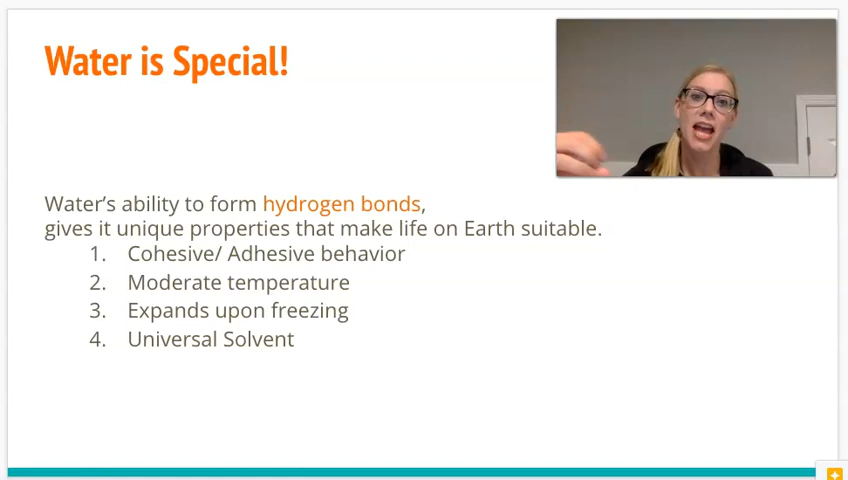 Water is Special!
Water's ability to form hydrogen bonds,
gives it unique properties that make life on Earth suitable.
1. Cohesive/ Adhesive behavior
2. Moderate temperature
3. Expands upon freezing
4. Universal Solvent